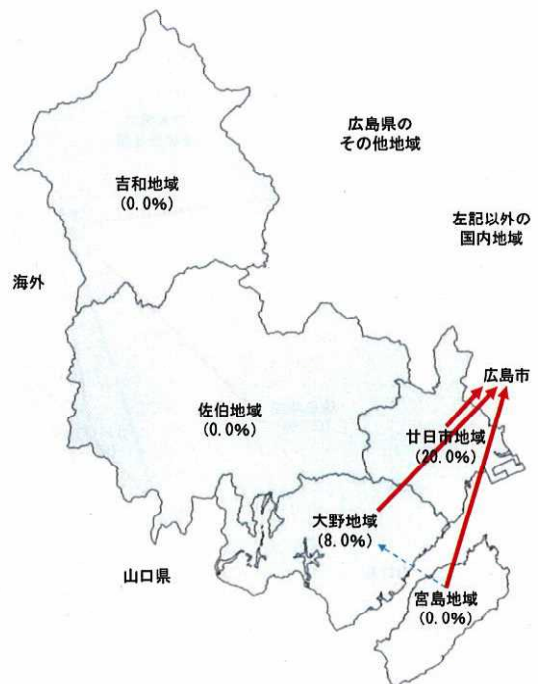 広島県の
その他地域
吉和地域
(0.0%)
左記以外の
国内地域
海外
広島市
佐伯地域
(0.0%)
廿日市地域
(20.0%)
大野地域
(8.0%)
山口県
宮島地域
(0.0%)